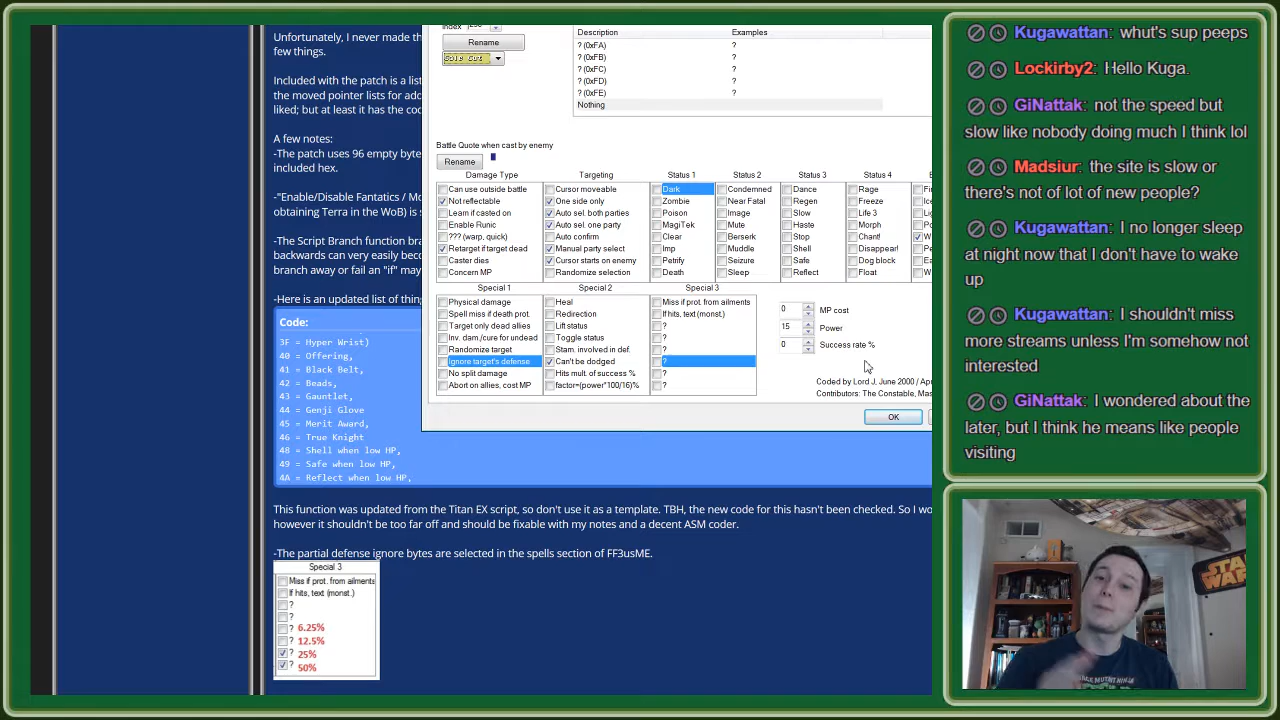 Unfortunately, I never made th
few things.
Included with the patch is a list
the moved pointer lists for add
liked; but at least it has the coo
A few notes:
-The patch uses 96 empty byte
included hex.
-"Enable/Disable Fantatics / Mo
obtaining Terra in the WoB) is s
-The Script Branch function bra
backwards can very easily beco
branch away or fail an "if" may
-Here is an updated list of thing
Code:
3F = Hyper Wrist)
40 = Offering,
41 = Black Belt,
42 = Beads,
43 = Gauntlet,
44 = Genji Glove
45 = Merit Award,
46 = True Knight
48 = Shell when low HP,
49 = Safe when low HP,
4A = Reflect when low HP,
This function was updated from the Titan EX script, so don't use it as a template. TBH, the new code for this hasn't been checked. So I wo
however it shouldn't be too far off and should be fixable with my notes and a decent ASM coder.
-The partial defense ignore bytes are selected in the spells section of FF3usME.
Special 3
Miss if prot. from ailments
If hits, text (monst.)
?
?
? 6.25%
? 12.5%
? 25%
? 50%
Index
Rename
Description Examples
? (0xFA) ?
? (0xFB) ?
? (0xFC) ?
? (0xFD) ?
? (0xFE) ?
Nothing
Battle Quote when cast by enemy
Rename
Damage Type Targeting Status 1 Status 2 Status 3 Status 4
Can use outside battle Cursor moveable Dark Condemned Dance Rage
Not reflectable One side only Zombie Near Fatal Regen Freeze
Learn if casted on Auto sel. both parties Poison Image Slow Life 3
Enable Runic Auto sel. one party MagiTek Mute Haste Morph
??? (warp, quick) Auto confirm Clear Berserk Stop Chant!
Retarget if target dead Manual party select Imp Muddle Shell Disappear!
Caster dies Cursor starts on enemy Petrify Seizure Safe Dog block
Concern MP Randomize selection Death Sleep Reflect Float
Special 1 Special 2 Special 3
Physical damage Heal Miss if prot. from ailments
Spell miss if death prot. Redirection If hits, text (monst.)
Target only dead allies Lift status ?
Inv. dam./cure for undead Toggle status ?
Randomize target Stam. involved in def. ?
Ignore target's defense Can't be dodged ?
No split damage Hits mult. of success % ?
Abort on allies, cost MP factor=(power*100/16)% ?
0 MP cost
15 Power
0 Success rate %
Coded by Lord J, June 2000 / Apr
Contributors: The Constable, Mas
OK
Kugawattan: whut's sup peeps
Lockirby2: Hello Kuga.
GiNattak: not the speed but
slow like nobody doing much I think lol
Madsiur: the site is slow or
there's not of lot of new people?
Kugawattan: I no longer sleep
at night now that I don't have to wake
up
Kugawattan: I shouldn't miss
more streams unless I'm somehow not
interested
GiNattak: I wondered about the
later, but I think he means like people
visiting
STAR
WA